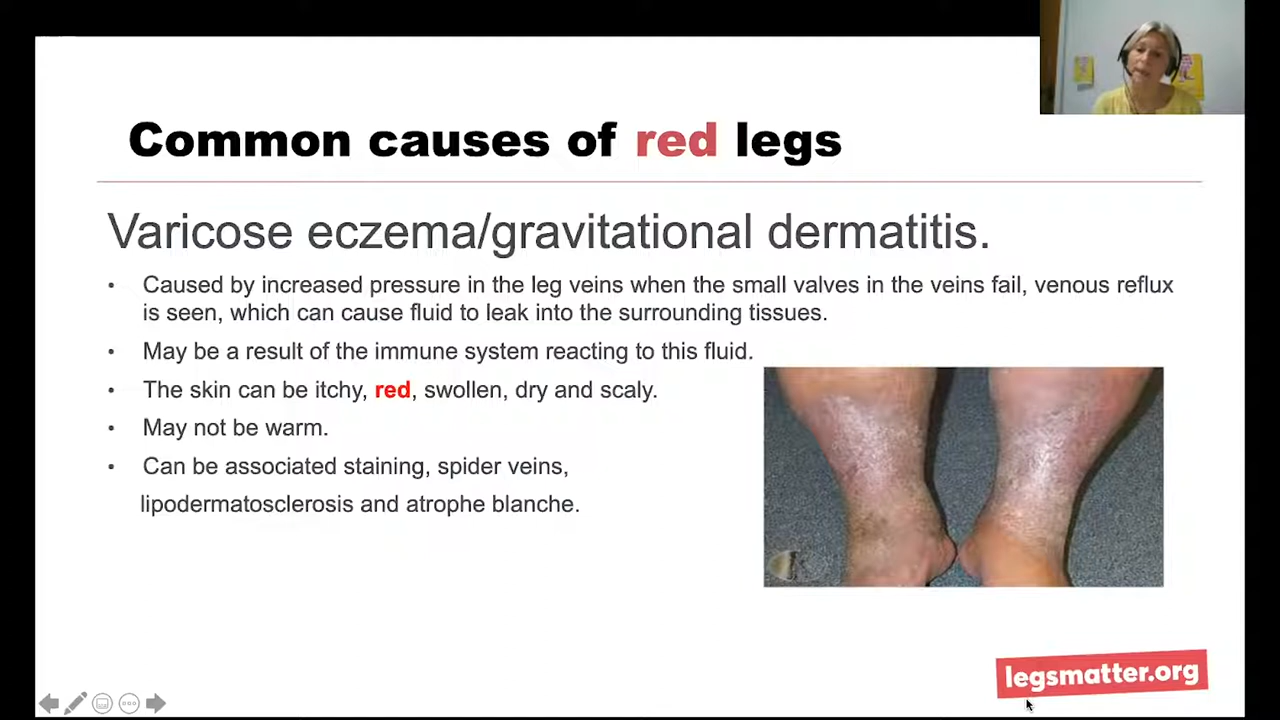 Common causes of red legs
Varicose eczema/gravitational dermatitis.
• Caused by increased pressure in the leg veins when the small valves in the veins fail, venous reflux
is seen, which can cause fluid to leak into the surrounding tissues.
• May be a result of the immune system reacting to this fluid.
• The skin can be itchy, red, swollen, dry and scaly.
• May not be warm.
• Can be associated staining, spider veins,
lipodermatosclerosis and atrophe blanche.
legsmatter.org